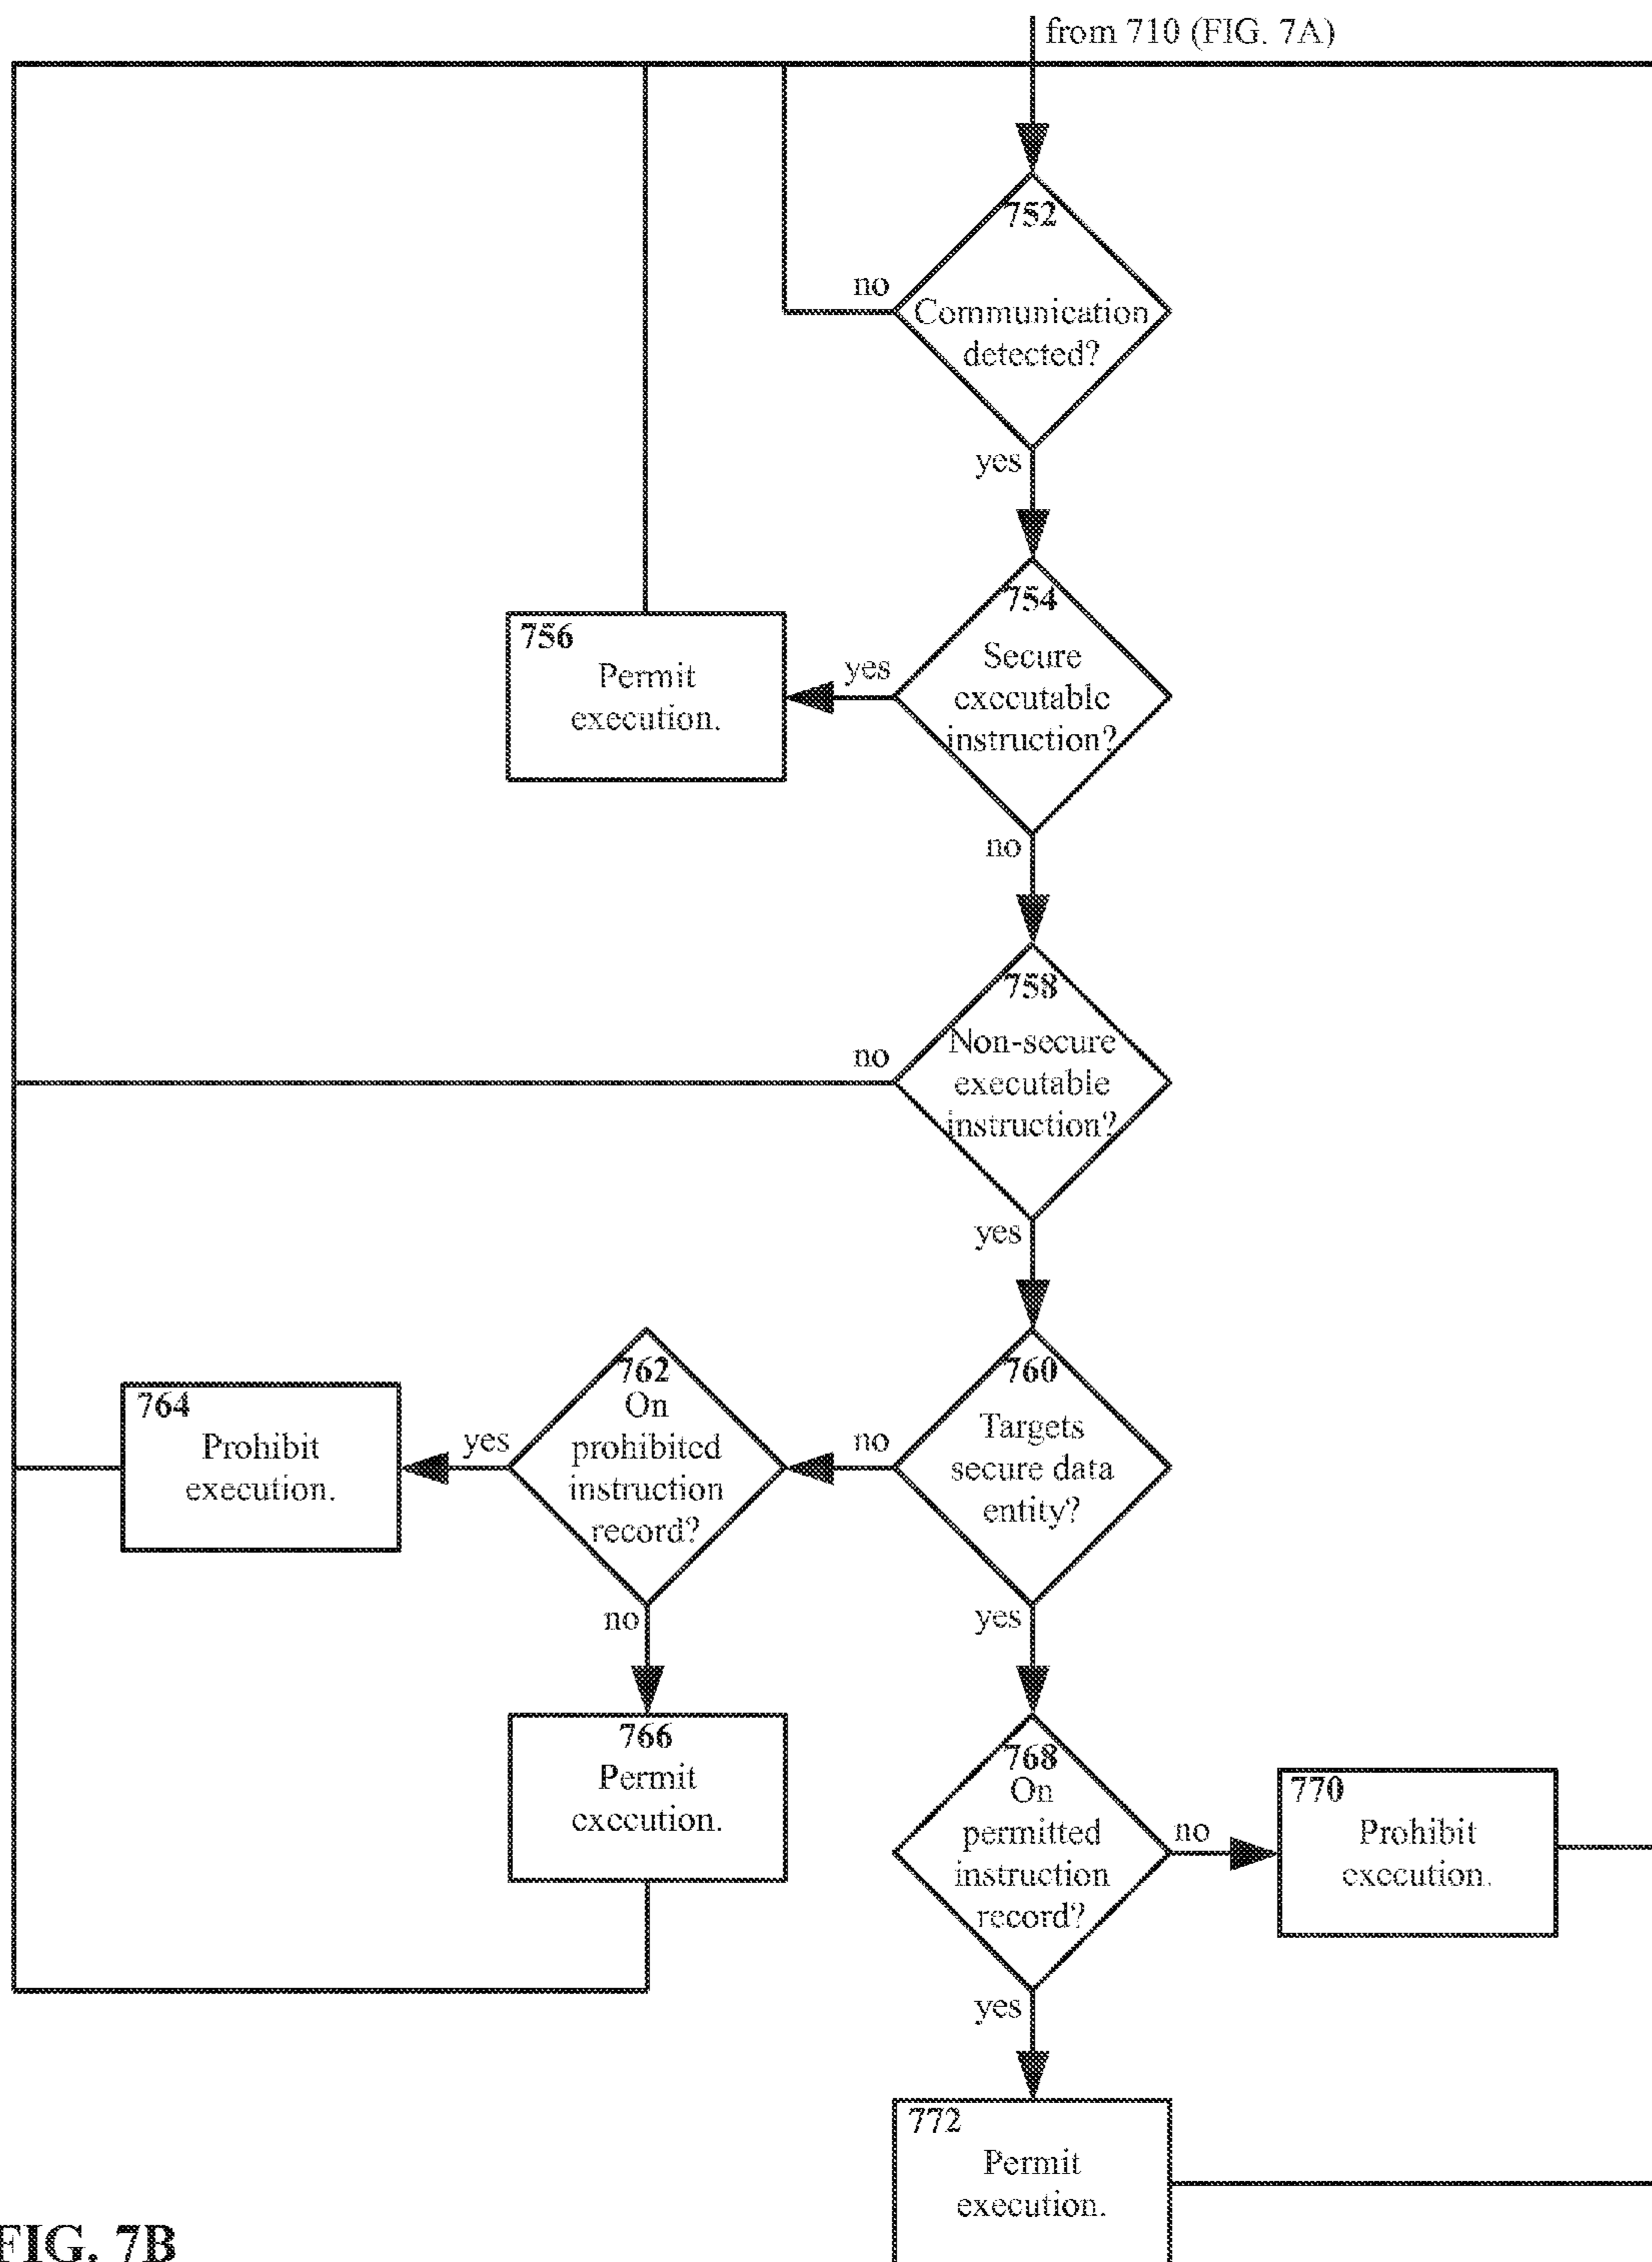 from 710 (FIG. 7A)
752
no
Communication
detected?
yes
754
Secure
executable
instruction?
yes
756
Permit
execution.
no
758
Non-secure
executable
instruction?
no
yes
760
Targets
secure data
entity?
no
762
On
prohibited
instruction
record?
yes
764
Prohibit
execution.
no
766
Permit
execution.
yes
768
On
permitted
instruction
record?
no
770
Prohibit
execution.
yes
772
Permit
execution.
FIG. 7B